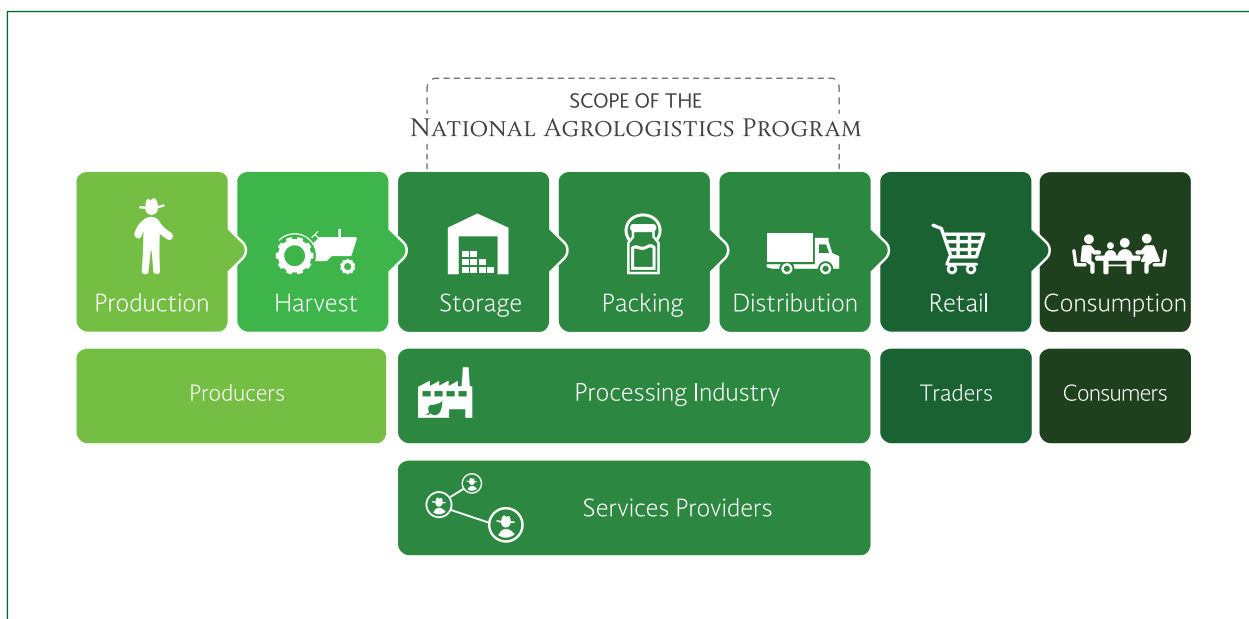 SCOPE OF THE
NATIONAL AGROLOGISTICS PROGRAM
Production
Harvest
Storage
Packing
Distribution
Retail
Consumption
Producers
Processing Industry
Traders
Consumers
Services Providers